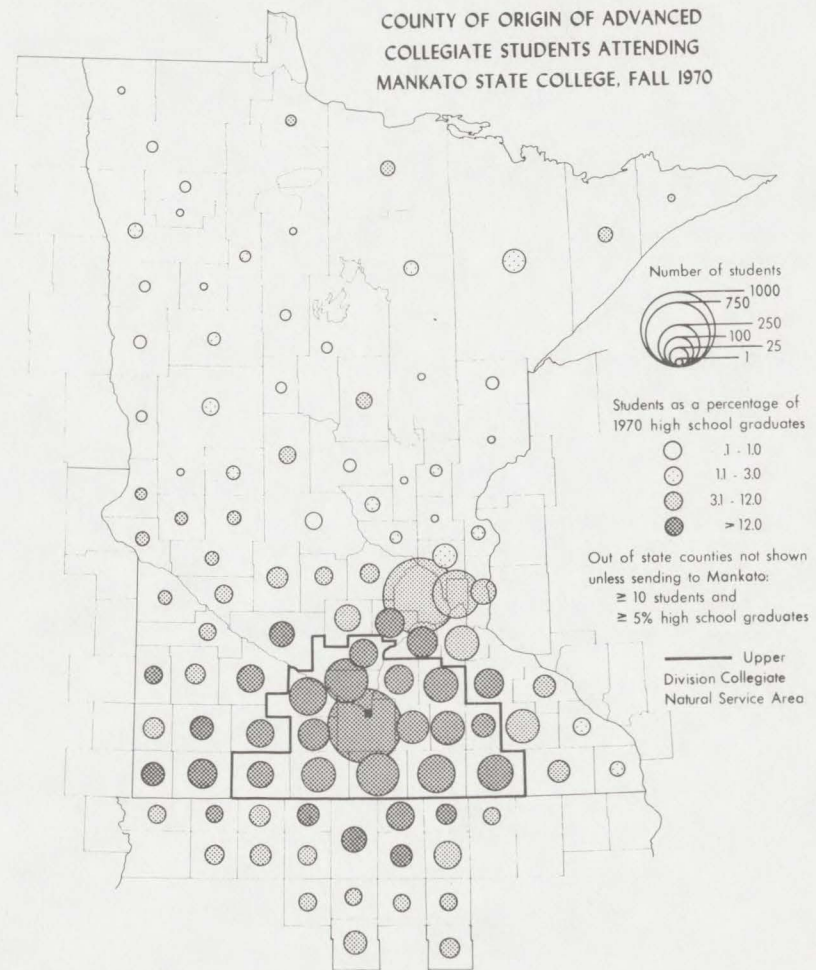 COUNTY OF ORIGIN OF ADVANCED
COLLEGIATE STUDENTS ATTENDING
MANKATO STATE COLLEGE, FALL 1970
Number of students
1000
750
250
100
25
1
Students as a percentage of
1970 high school graduates
.1 - 1.0
1.1 - 3.0
3.1 - 12.0
> 12.0
Out of state counties not shown
unless sending to Mankato:
≥ 10 students and
≥ 5% high school graduates
Upper
Division Collegiate
Natural Service Area